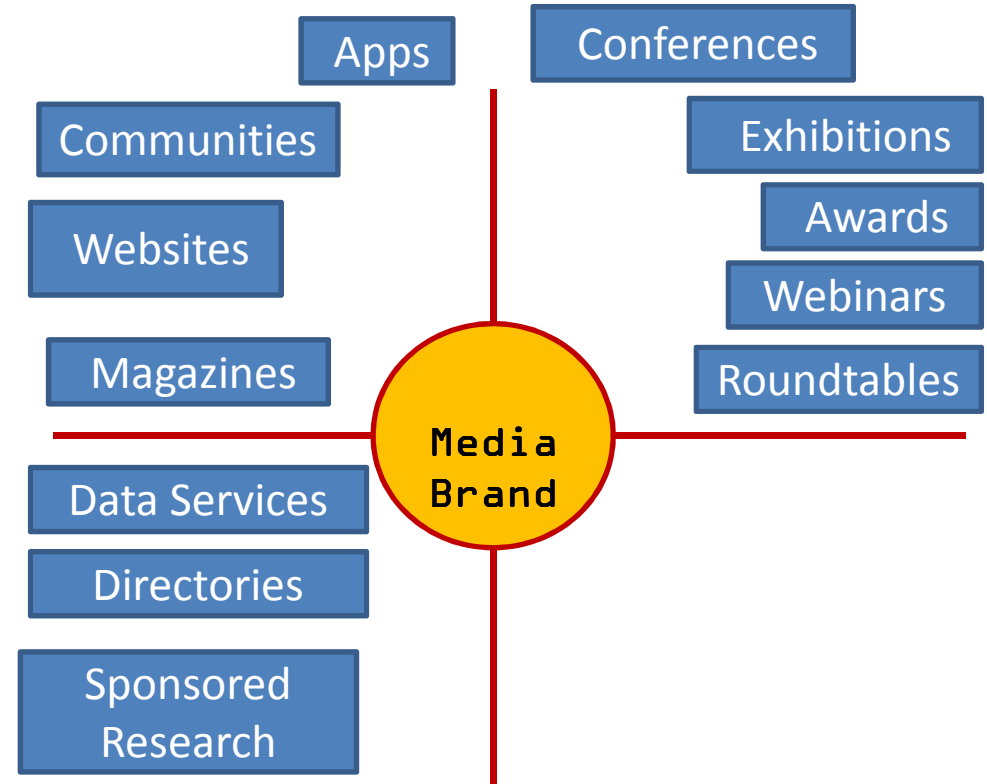 Apps
Conferences
Communities
Exhibitions
Websites
Awards
Webinars
Magazines
Roundtables
Media
Brand
Data Services
Directories
Sponsored
Research